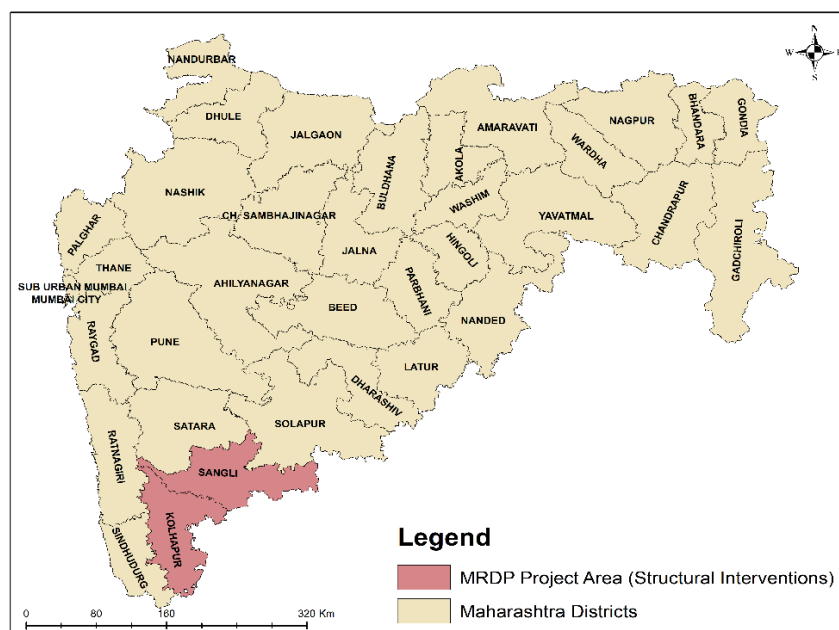 N
W E
S
NANDURBAR
DHULE
JALGAON
NASHIK
CH. SAMBHAJINAGAR
BULDHANA
AKOLA
AMARAVATI
WARDHA
NAGPUR
BHANDARA
GONDIA
WASHIM
YAVATMAL
CHANDRAPUR
GADCHIROLI
PALGHAR
THANE
SUB URBAN MUMBAI
MUMBAI CITY
RAYGAD
AHILYANAGAR
JALNA
HINGOLI
PARBHANI
BEED
NANDED
PUNE
LATUR
DHARASHIV
SOLAPUR
SATARA
RATNAGIRI
SANGLI
KOLHAPUR
SINDHUDURG
Legend
MRDP Project Area (Structural Interventions)
Maharashtra Districts
0 80 160 320 Km